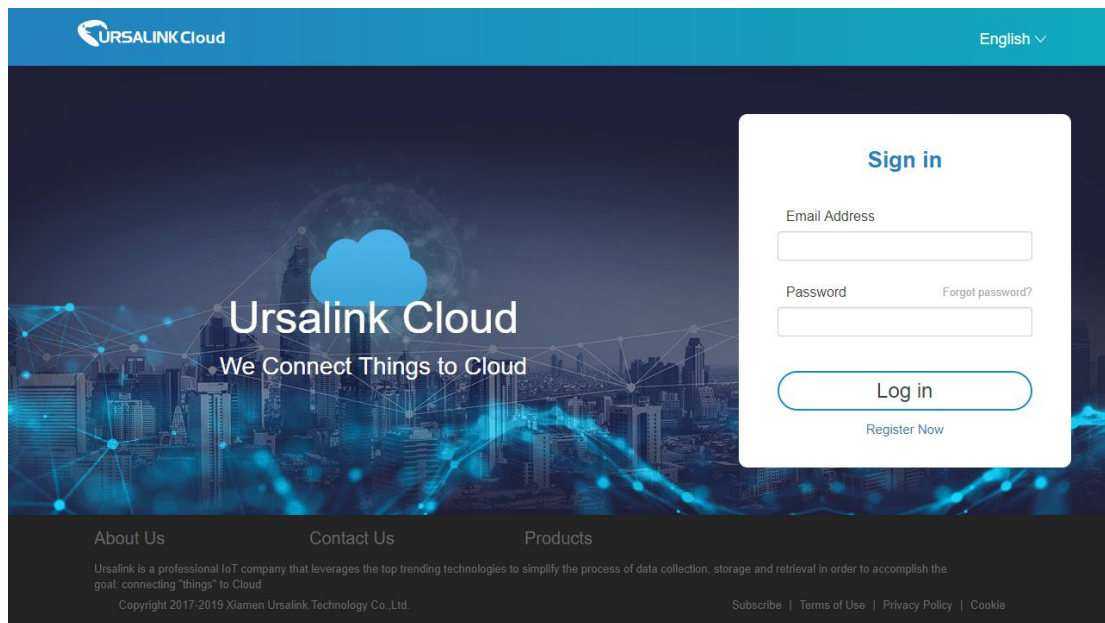 URSALINK Cloud
English
Sign in
Email Address
Password
Forgot password?
Log in
Register Now
Ursalink Cloud
We Connect Things to Cloud
About Us
Contact Us
Products
Ursalink is a professional IoT company that leverages the top trending technologies to simplify the process of data collection, storage and retrieval in order to accomplish the
goal: connecting "things" to Cloud
Copyright 2017-2019 Xiamen Ursalink Technology Co.,Ltd.
Subscribe | Terms of Use | Privacy Policy | Cookie